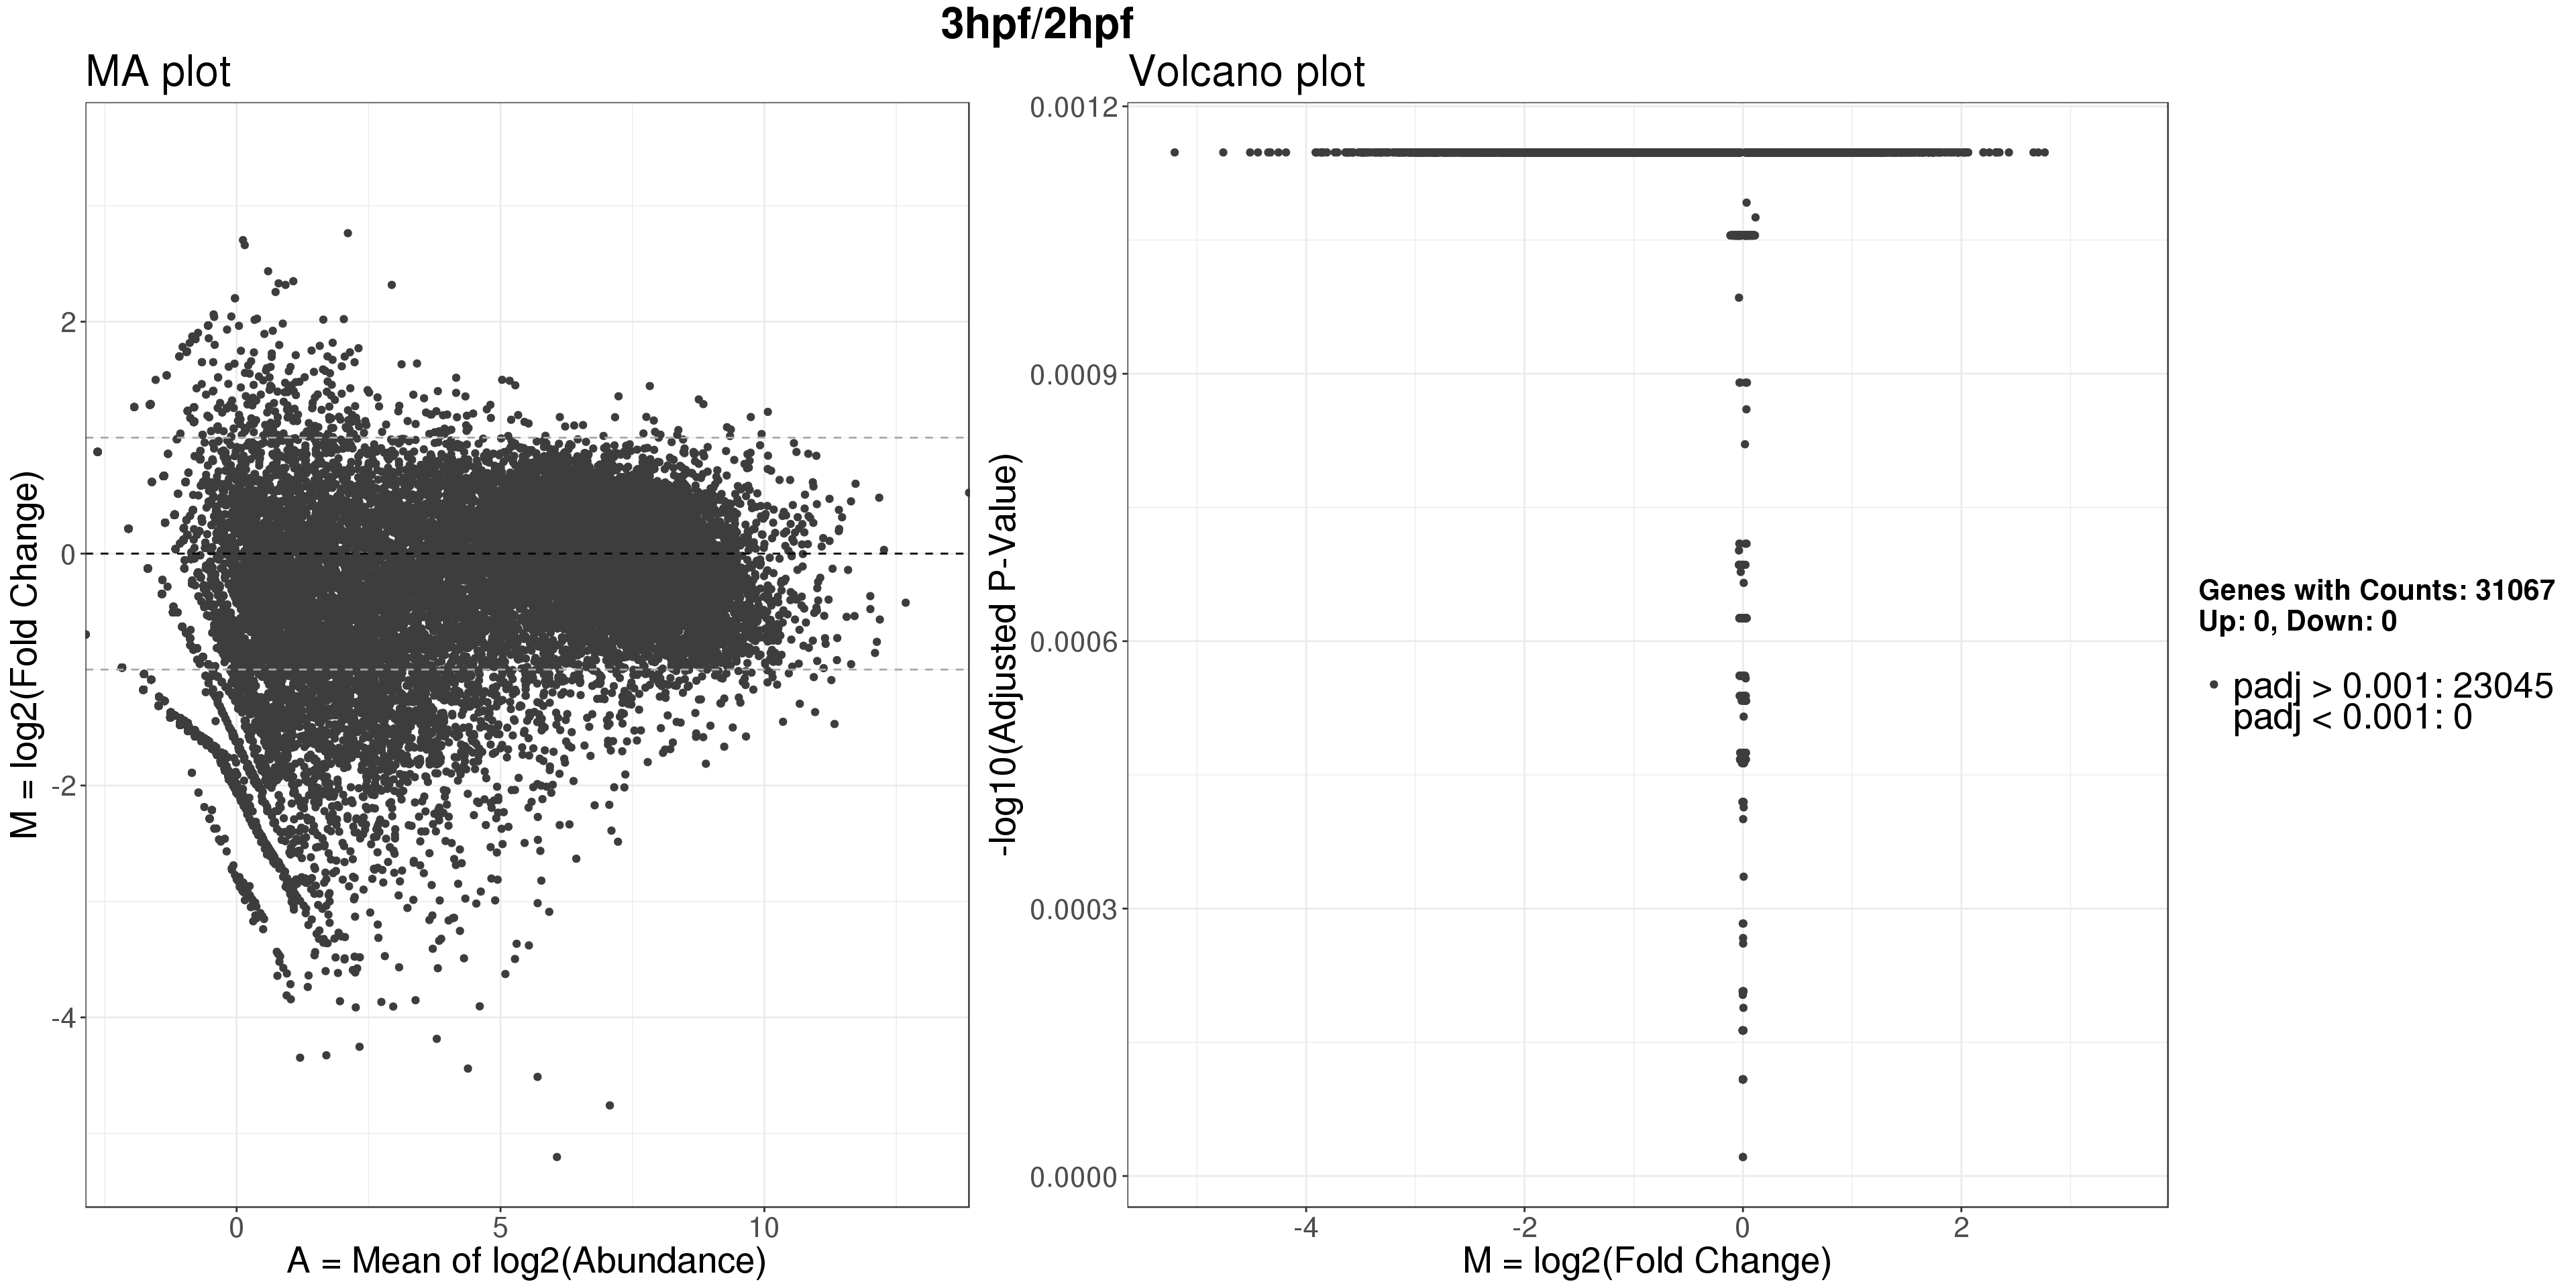 3hpf/2hpf
MA plot
M = log2(Fold Change)
2
0
-2
-4
0
5
10
A = Mean of log2(Abundance)
Volcano plot
-log10(Adjusted P-Value)
0.0012
0.0009
0.0006
0.0003
0.0000
-4
-2
0
2
M = log2(Fold Change)
Genes with Counts: 31067
Up: 0, Down: 0
padj > 0.001: 23045
padj < 0.001: 0